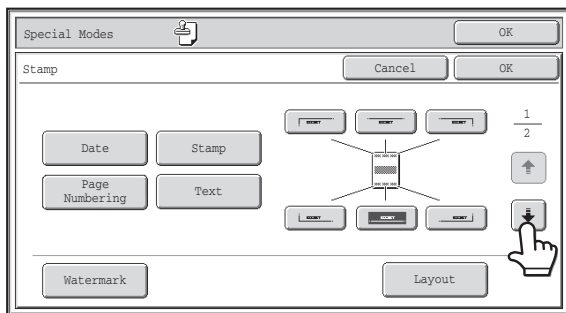 Special Modes
OK
Stamp
Cancel
OK
1
2
Date
Stamp
Page
Numbering
Text
Watermark
Layout